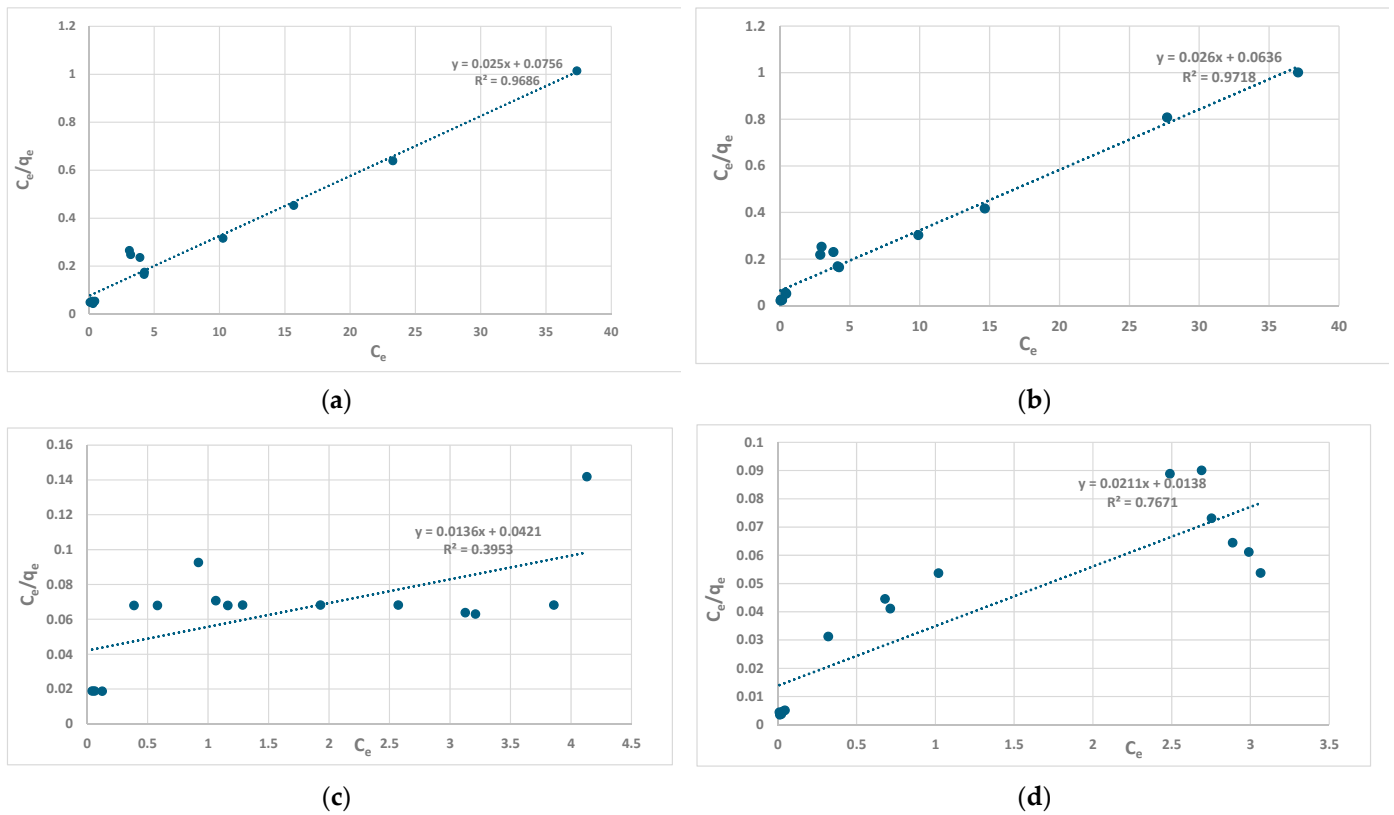 1.2
1
0.8
0.6
0.4
0.2
0
0 5 10 15 20 25 30 35 40
Cₑ/qₑ
Cₑ
y = 0.025x + 0.0756
R² = 0.9686
(a)
1.2
1
0.8
0.6
0.4
0.2
0
0 5 10 15 20 25 30 35 40
Cₑ/qₑ
Cₑ
y = 0.026x + 0.0636
R² = 0.9718
(b)
0.16
0.14
0.12
0.1
0.08
0.06
0.04
0.02
0
0 0.5 1 1.5 2 2.5 3 3.5 4 4.5
Cₑ/qₑ
Cₑ
y = 0.0136x + 0.0421
R² = 0.3953
(c)
0.1
0.09
0.08
0.07
0.06
0.05
0.04
0.03
0.02
0.01
0
0 0.5 1 1.5 2 2.5 3 3.5
Cₑ/qₑ
Cₑ
y = 0.0211x + 0.0138
R² = 0.7671
(d)